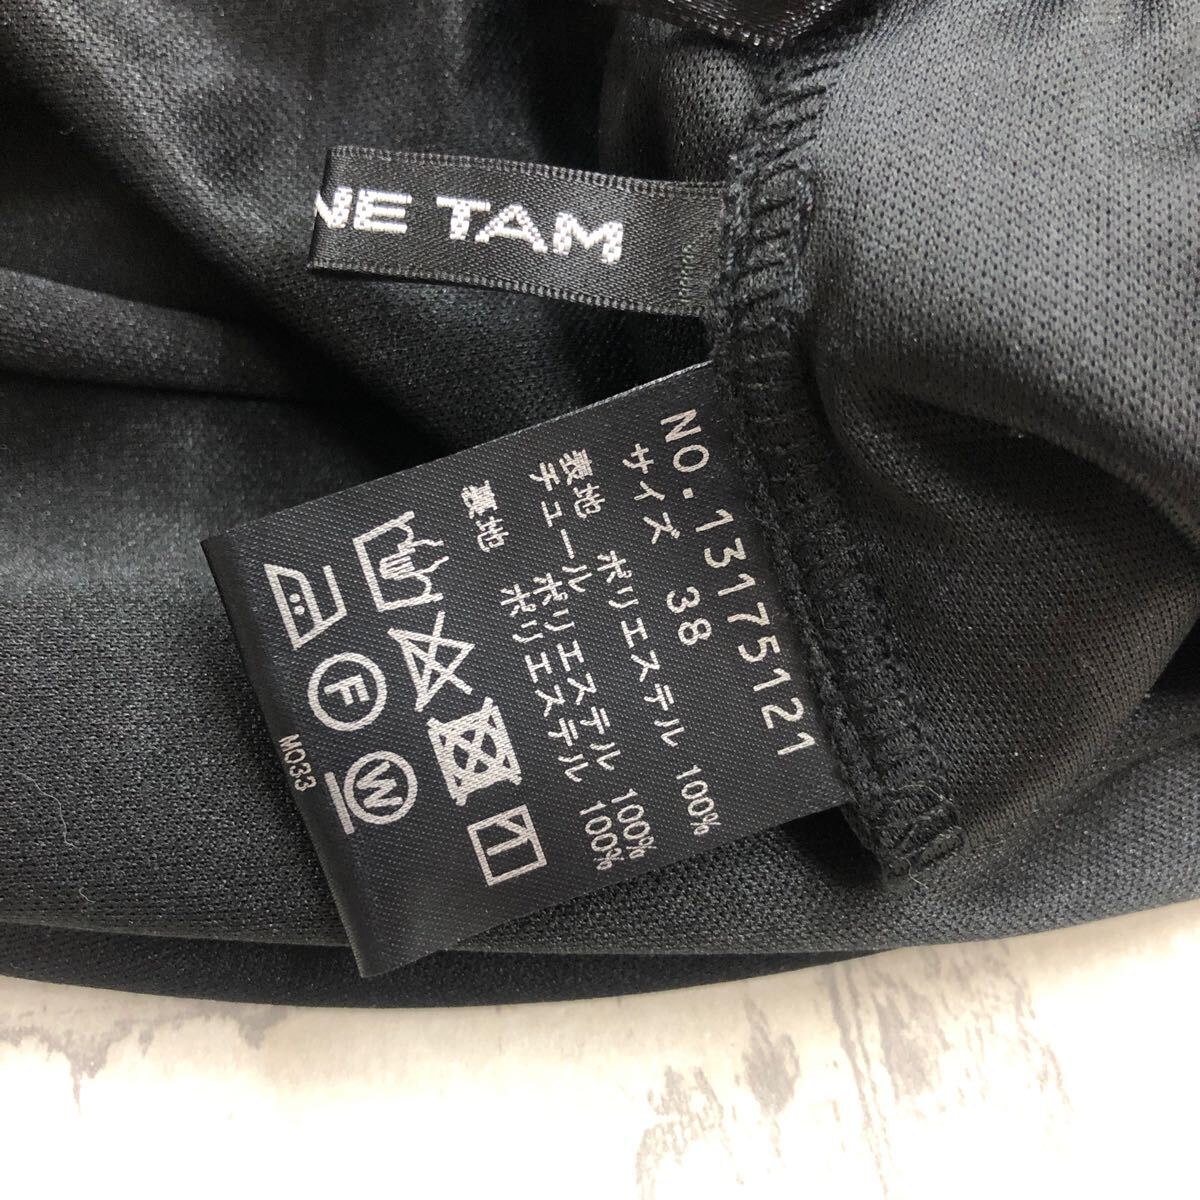 NE TAM
NO.13175121
サイズ 38
表地 ポリエステル 100%
チュール ポリエステル 100%
裏地 ポリエステル 100%
F
W
M033